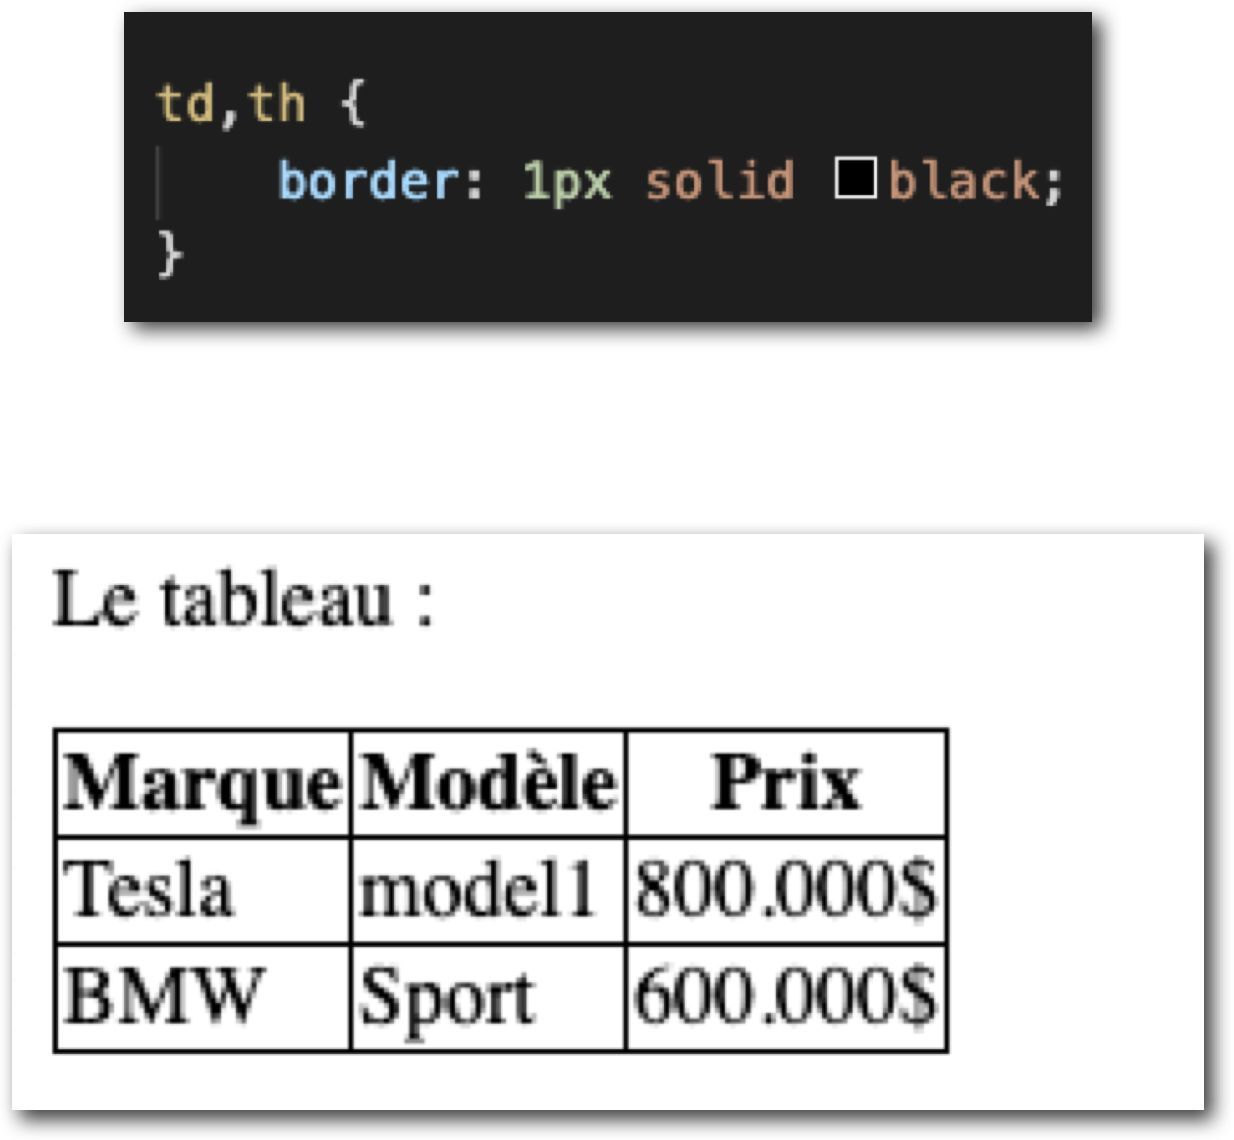 td,th {
border: 1px solid black;
}
Le tableau :
Marque Modèle Prix
Tesla model1 800.000$
BMW Sport 600.000$